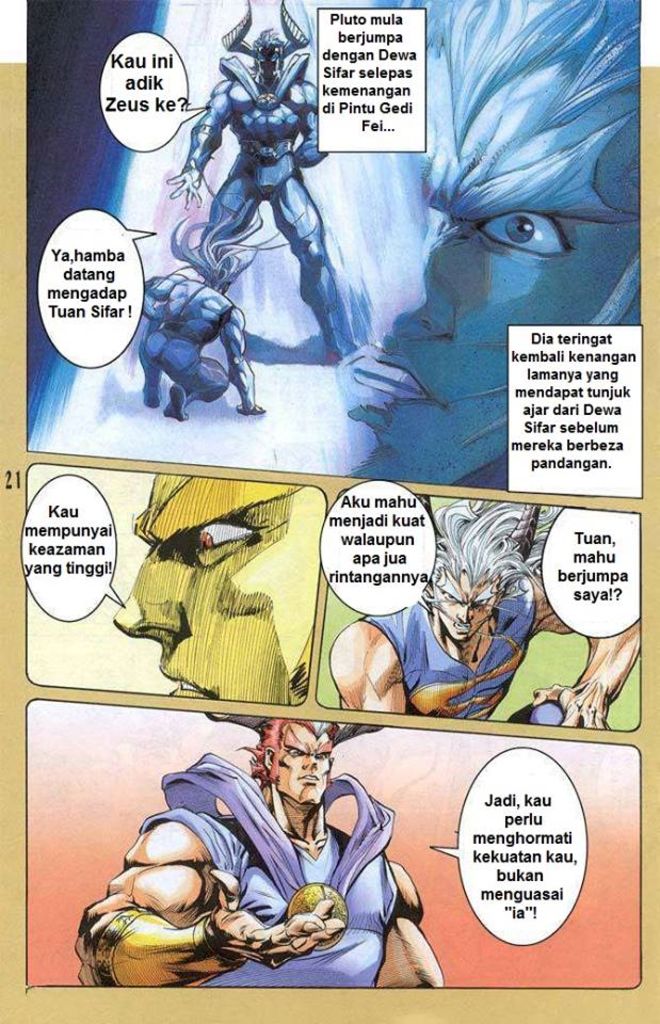 Pluto mula
berjumpa
dengan Dewa
Sifar selepas
kemenangan
di Pintu Gedi
Fei...
Kau ini
adik
Zeus ke?
Ya,hamba
datang
mengadap
Tuan Sifar !
Dia teringat
kembali kenangan
lamanya yang
mendapat tunjuk
ajar dari Dewa
Sifar sebelum
mereka berbeza
pandangan.
21
Kau
mempunyai
keazaman
yang tinggi!
Aku mahu
menjadi kuat
walaupun
apa jua
rintangannya
Tuan,
mahu
berjumpa
saya!?
Jadi, kau
perlu
menghormati
kekuatan kau,
bukan
menguasai
"ia"!